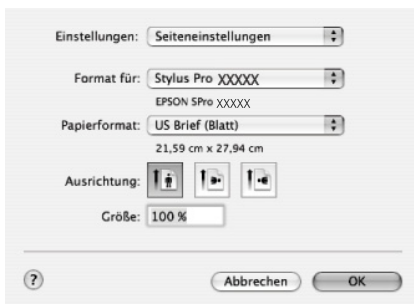 Einstellungen: Seiteneinstellungen
Format für: Stylus Pro XXXXX
EPSON SPro XXXXX
Papierformat: US Brief (Blatt)
21,59 cm x 27,94 cm
Ausrichtung:
Größe: 100 %
? Abbrechen OK